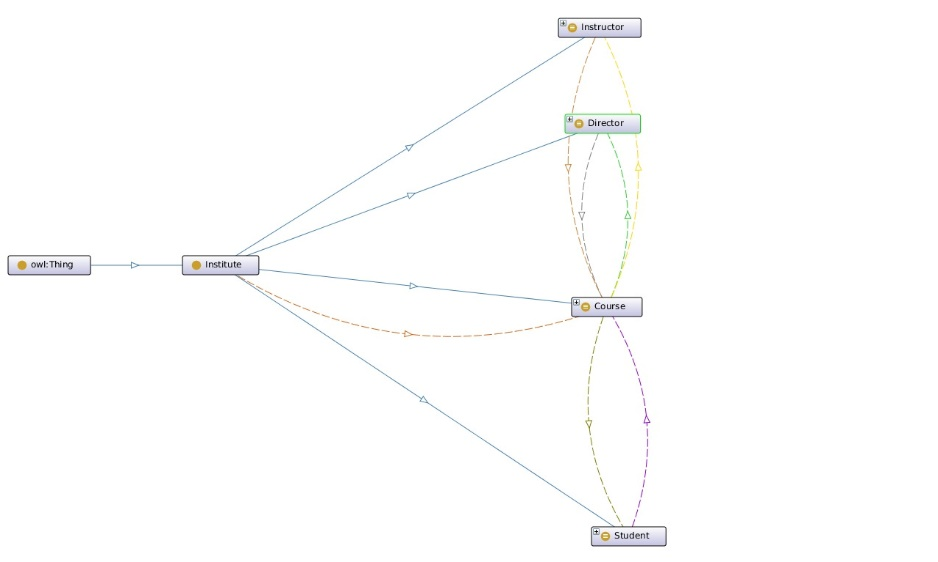 Instructor
Director
owl:Thing
Institute
Course
Student